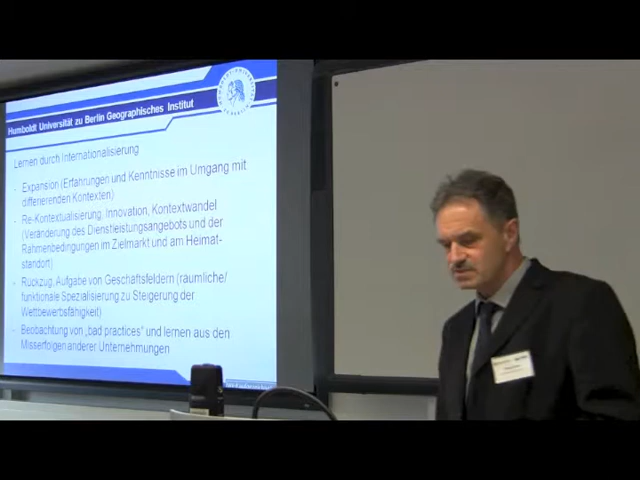 Humboldt Universität zu Berlin Geographisches Institut
Lernen durch Internationalisierung
- Expansion (Erfahrungen und Kenntnisse im Umgang mit
differierenden Kontexten)
- Re-Kontextualisierung, Innovation, Kontextwandel
(Veränderung des Dienstleistungsangebots und der
Rahmenbedingungen im Zielmarkt und am Heimat-
standort)
- Rückzug, Aufgabe von Geschäftsfeldern (räumliche/
funktionale Spezialisierung zu Steigerung der
Wettbewerbsfähigkeit)
- Beobachtung von „bad practices" und lernen aus den
Misserfolgen anderer Unternehmungen